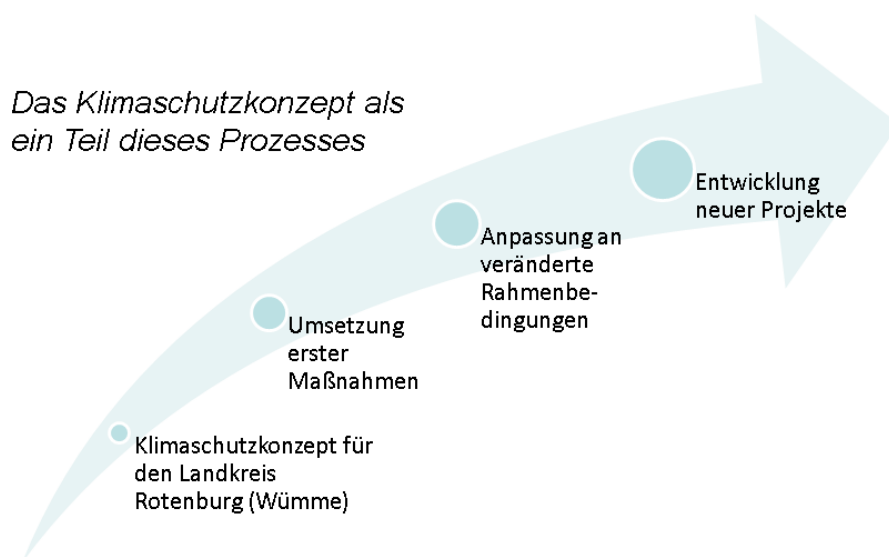 Das Klimaschutzkonzept als
ein Teil dieses Prozesses
Entwicklung
neuer Projekte
Anpassung an
veränderte
Rahmenbe-
dingungen
Umsetzung
erster
Maßnahmen
Klimaschutzkonzept für
den Landkreis
Rotenburg (Wümme)